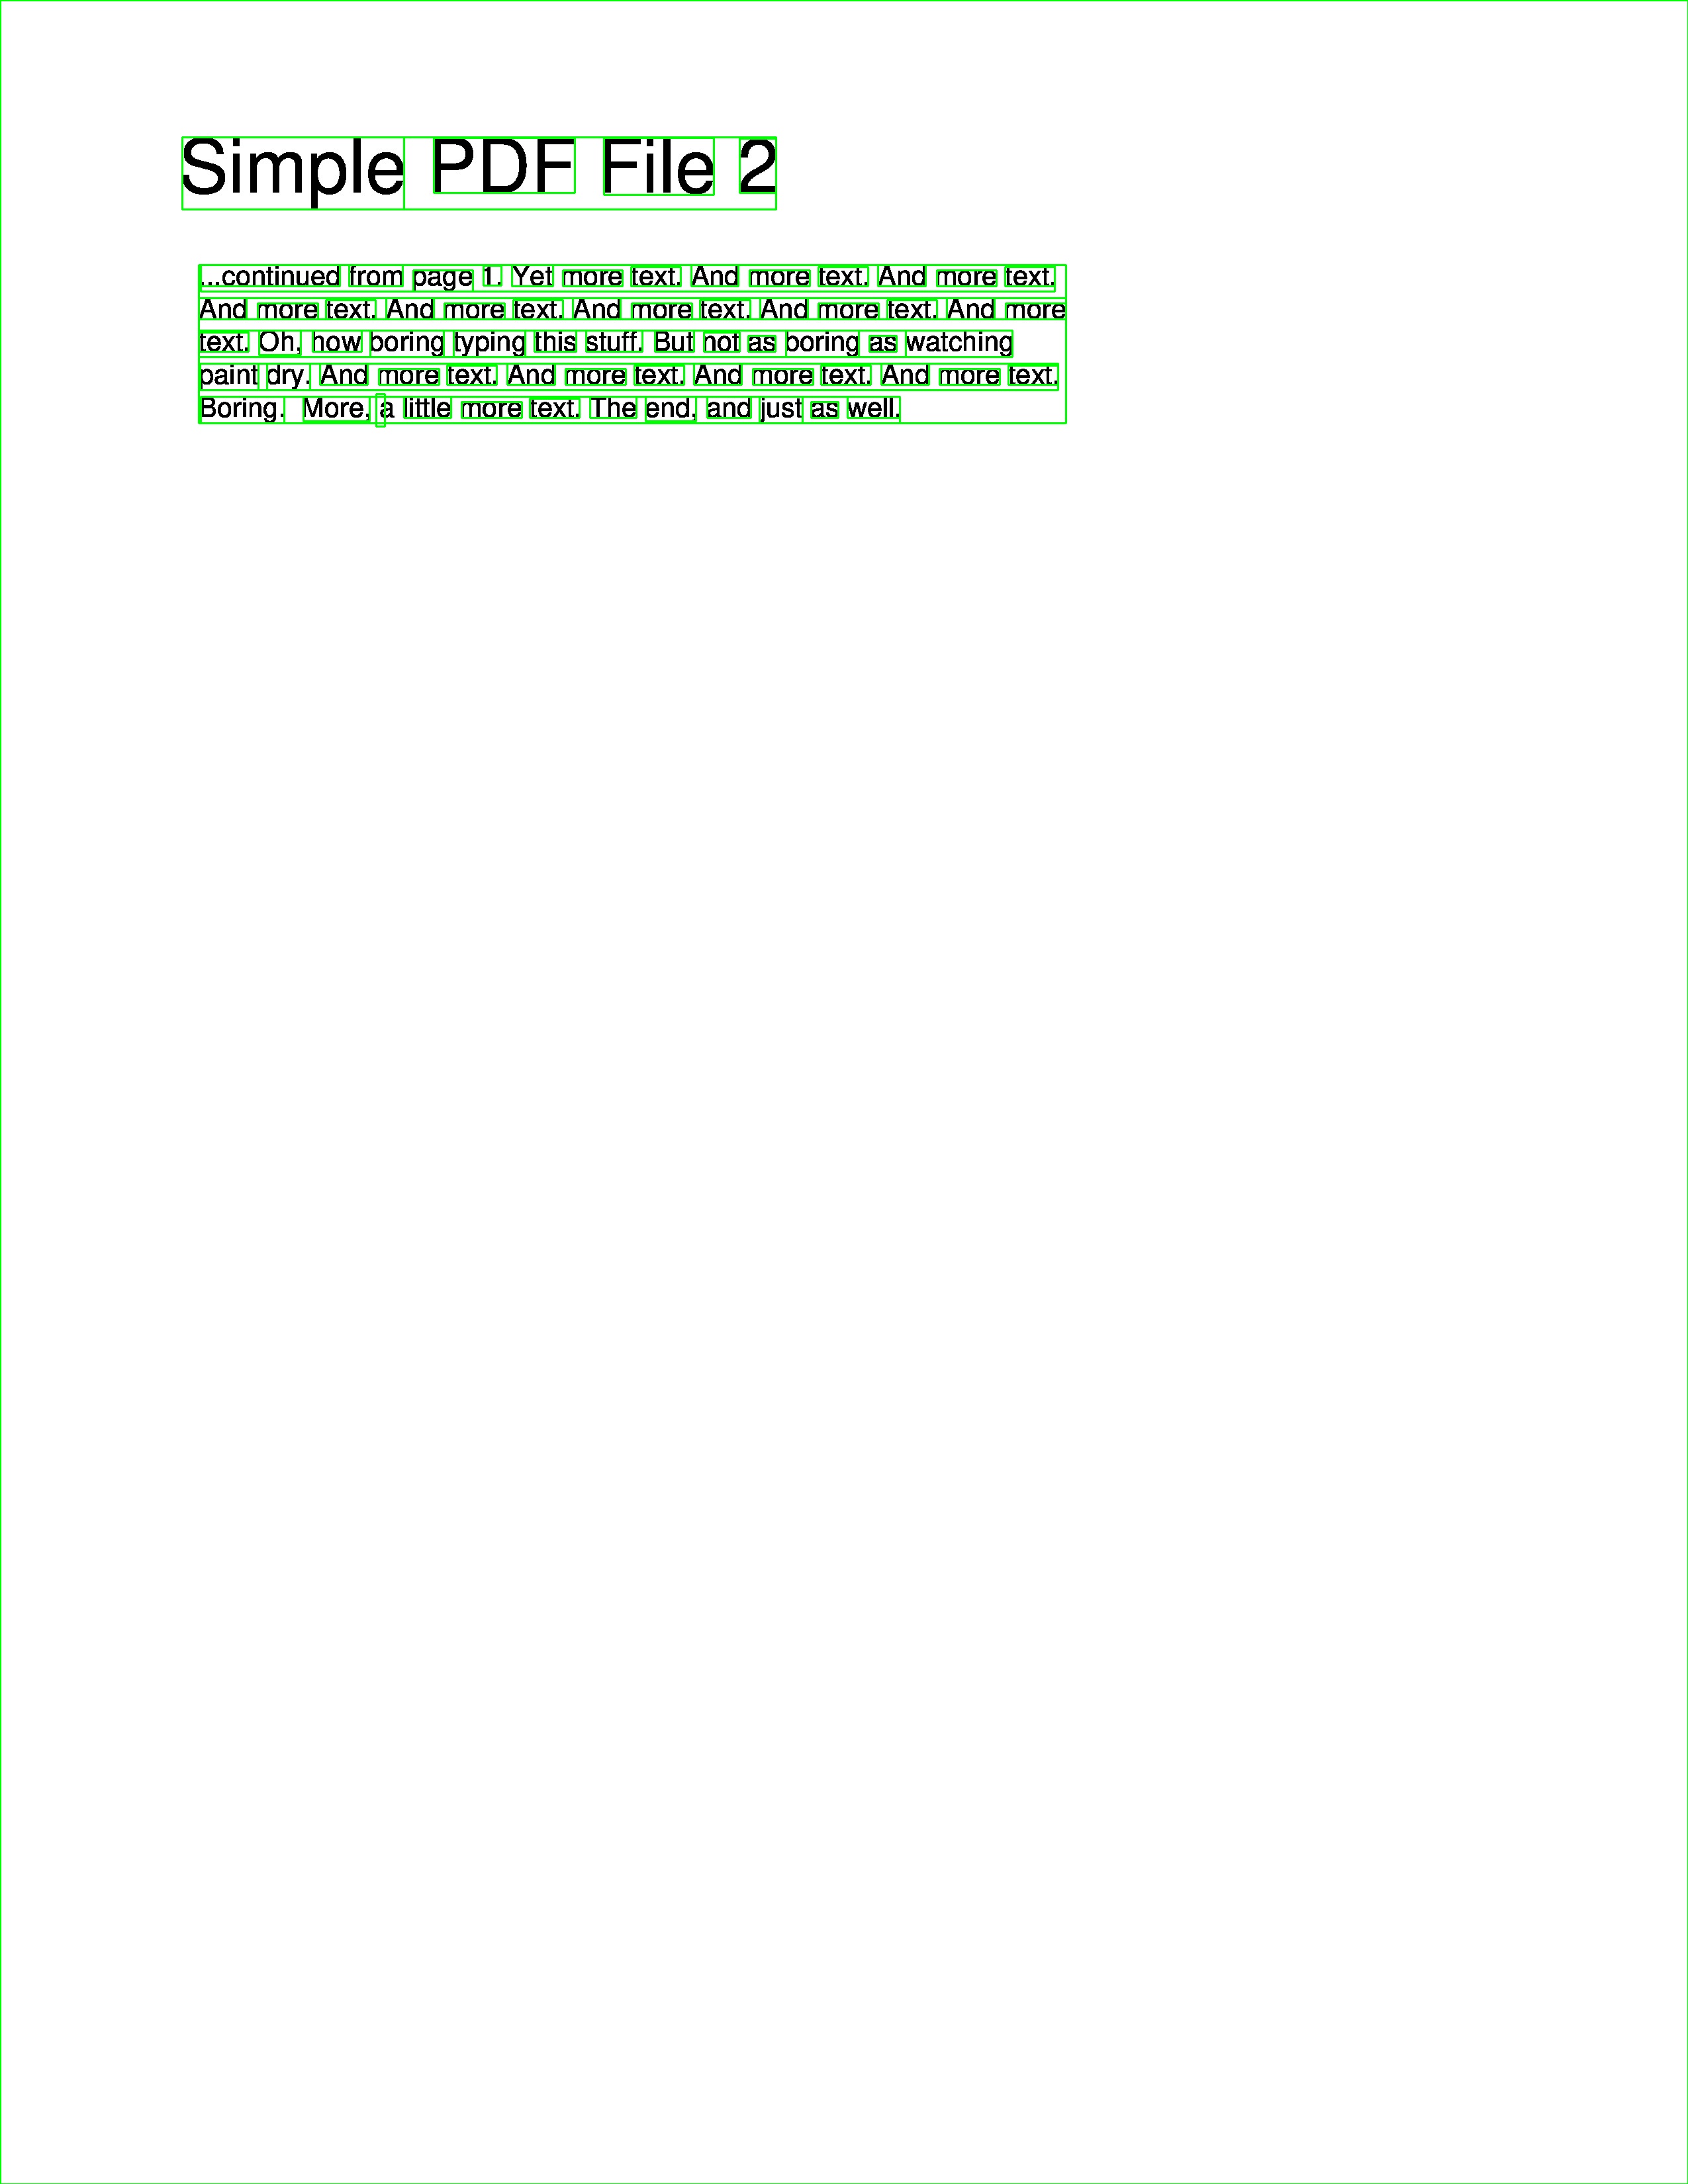 Simple PDF File 2
...continued from page 1. Yet more text. And more text. And more text.
And more text. And more text. And more text. And more text. And more
text. Oh, how boring typing this stuff. But not as boring as watching
paint dry. And more text. And more text. And more text. And more text.
Boring.  More, a little more text. The end, and just as well.